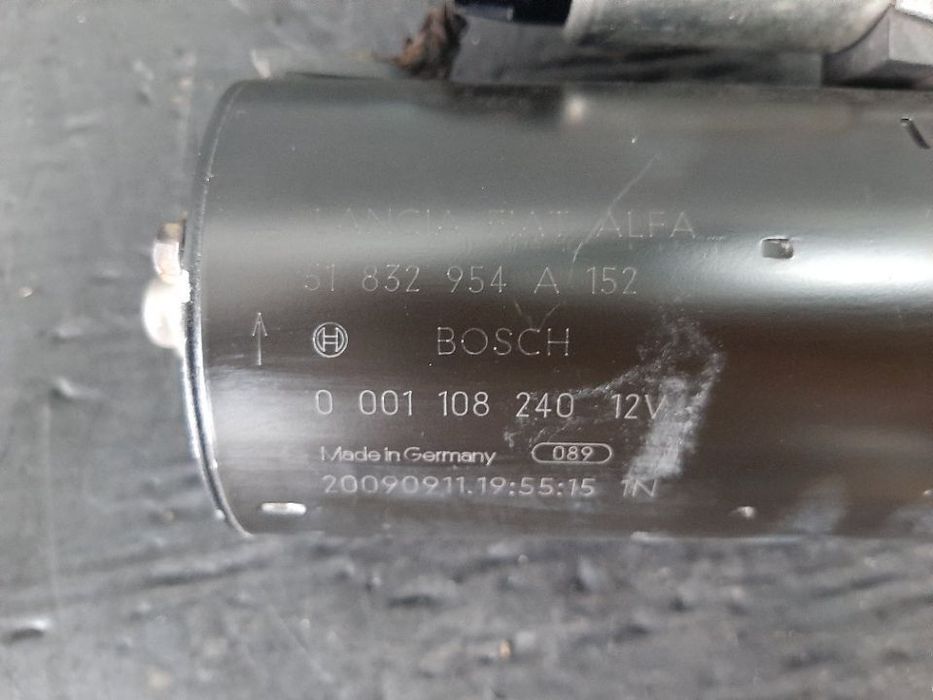 LANCIA FIAT ALFA
51 832 954 A 152
BOSCH
0 001 108 240 12V
Made in Germany 089
20090911.19:55:15 1N